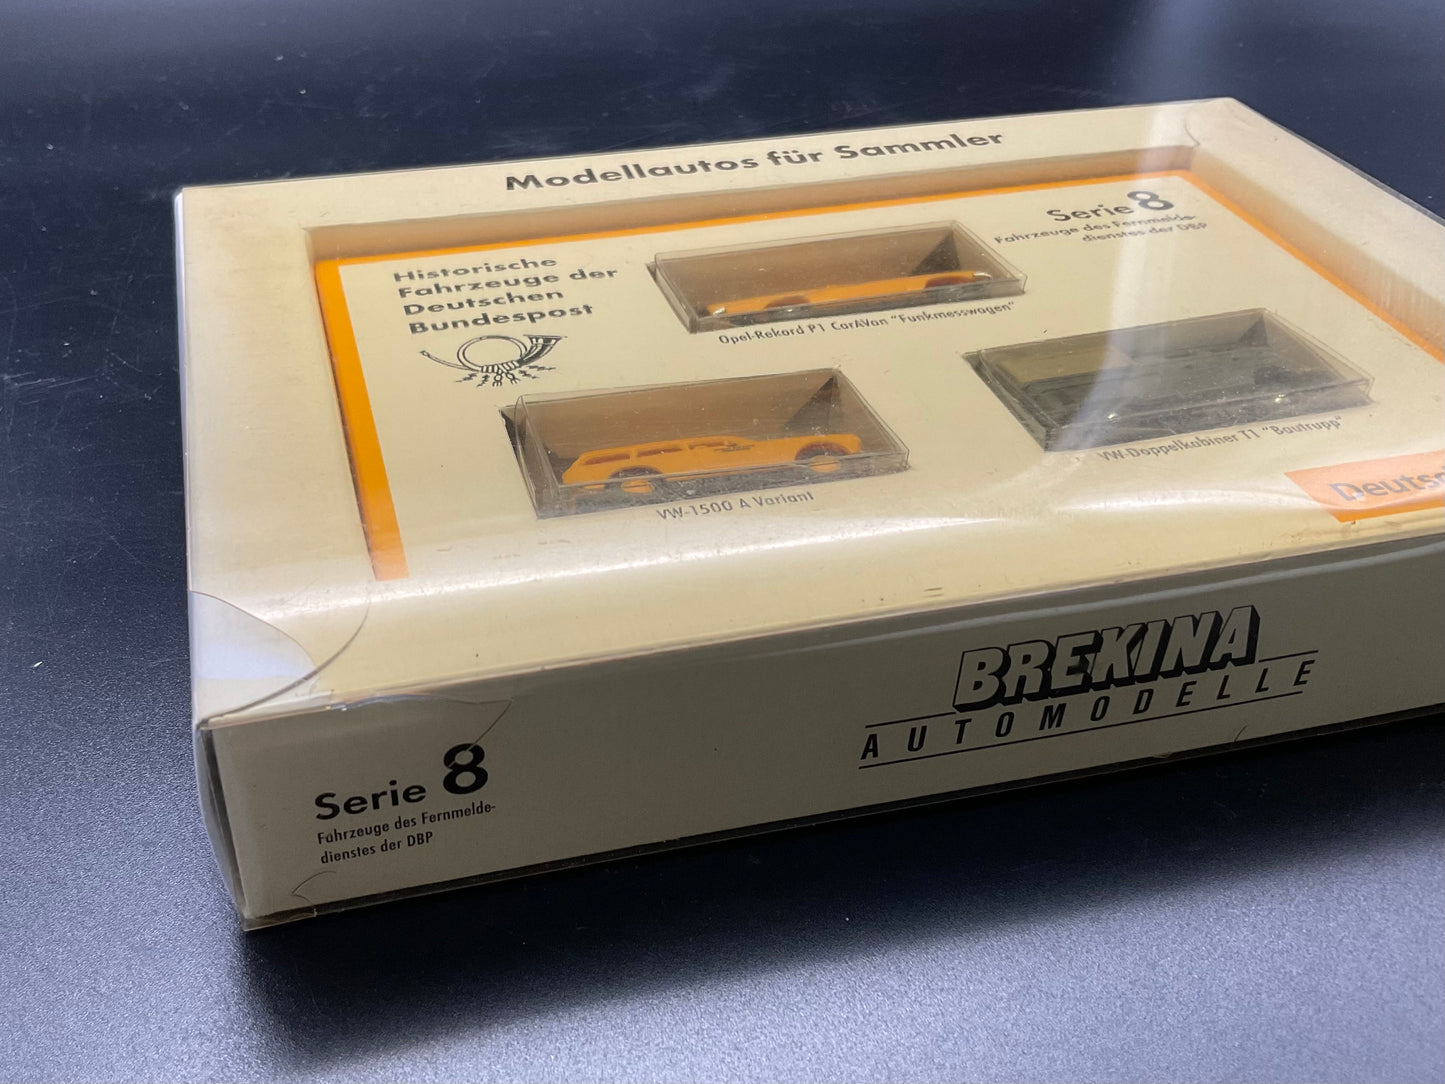 Modellautos für Sammler
Serie 8
Fahrzeuge des Fernmelde-
dienstes der DBP
Historische
Fahrzeuge der
Deutschen
Bundespost
Opel-Rekord P1 CarAVan "Funkmesswagen"
VW-Doppelkabiner T1 "Bautrupp"
VW-1500 A Variant
BREKINA
AUTOMODELLE
Serie 8
Fahrzeuge des Fernmelde-
dienstes der DBP